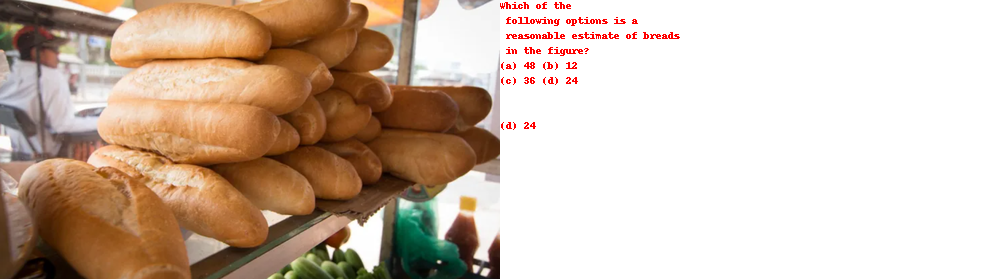 Which of the
following options is a
reasonable estimate of breads
in the figure?
(a) 48 (b) 12
(c) 36 (d) 24
(d) 24